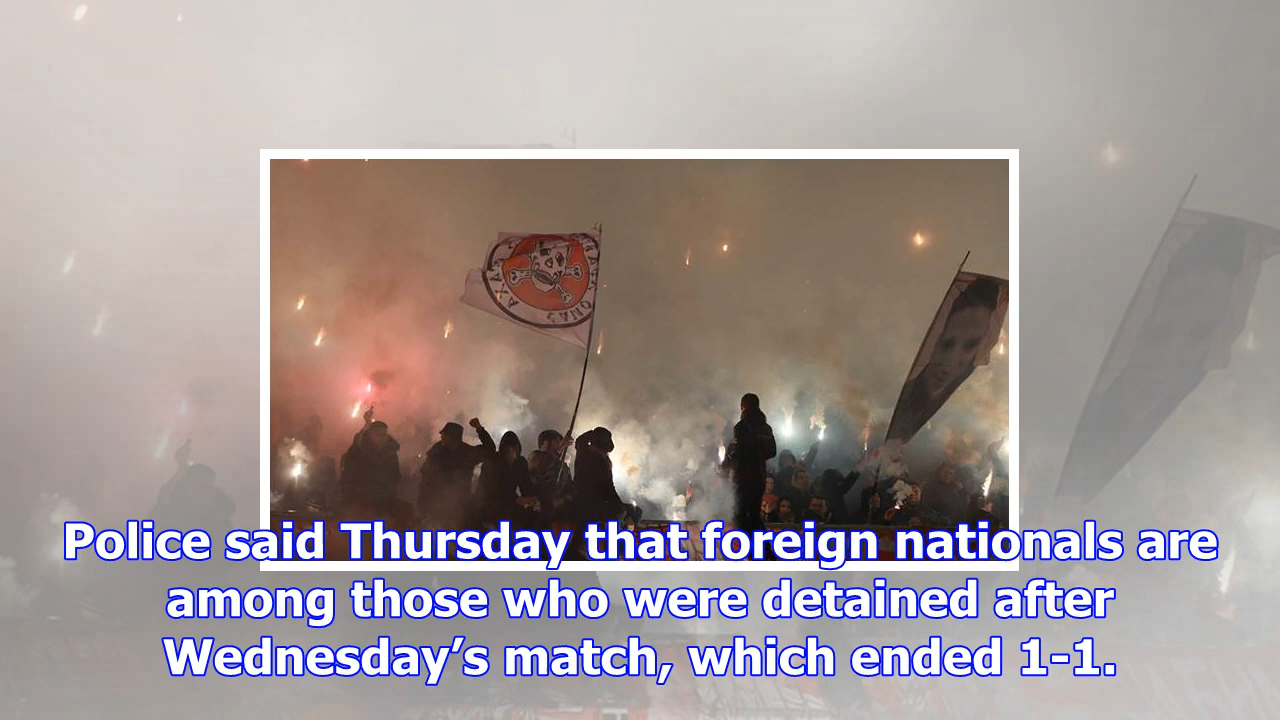 Police said Thursday that foreign nationals are
among those who were detained after
Wednesday’s match, which ended 1-1.